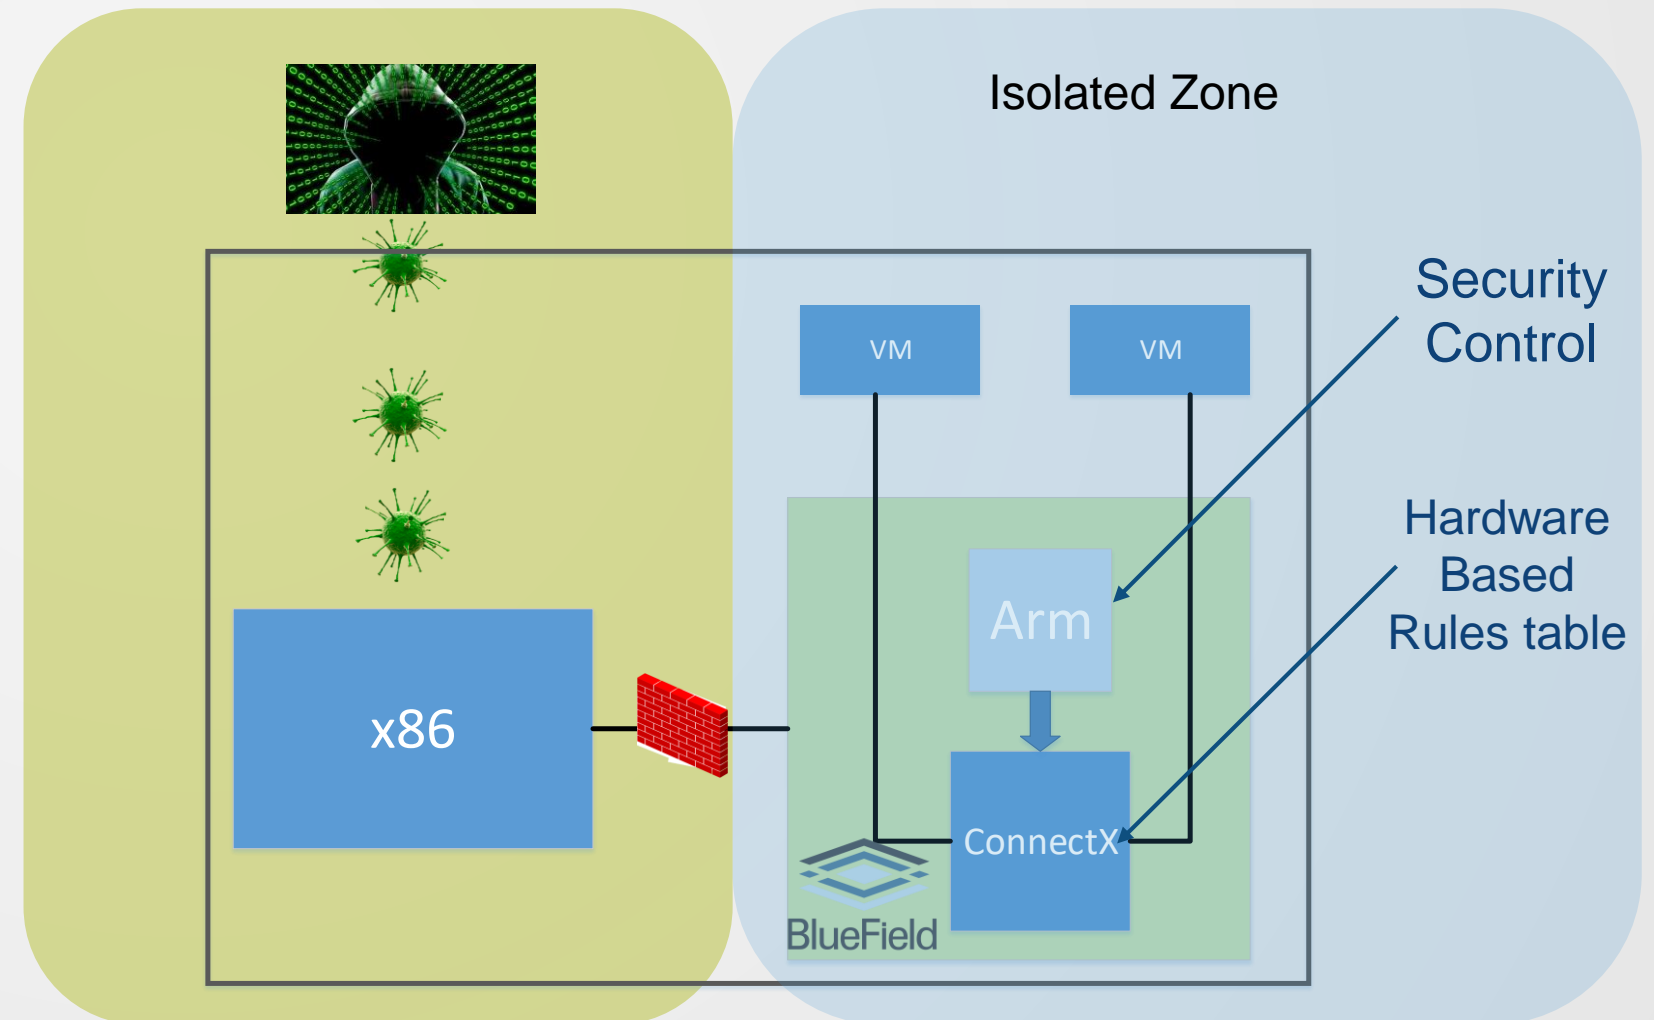 Isolated Zone
Security
Control
VM
VM
Hardware
Based
Rules table
Arm
x86
ConnectX
BlueField